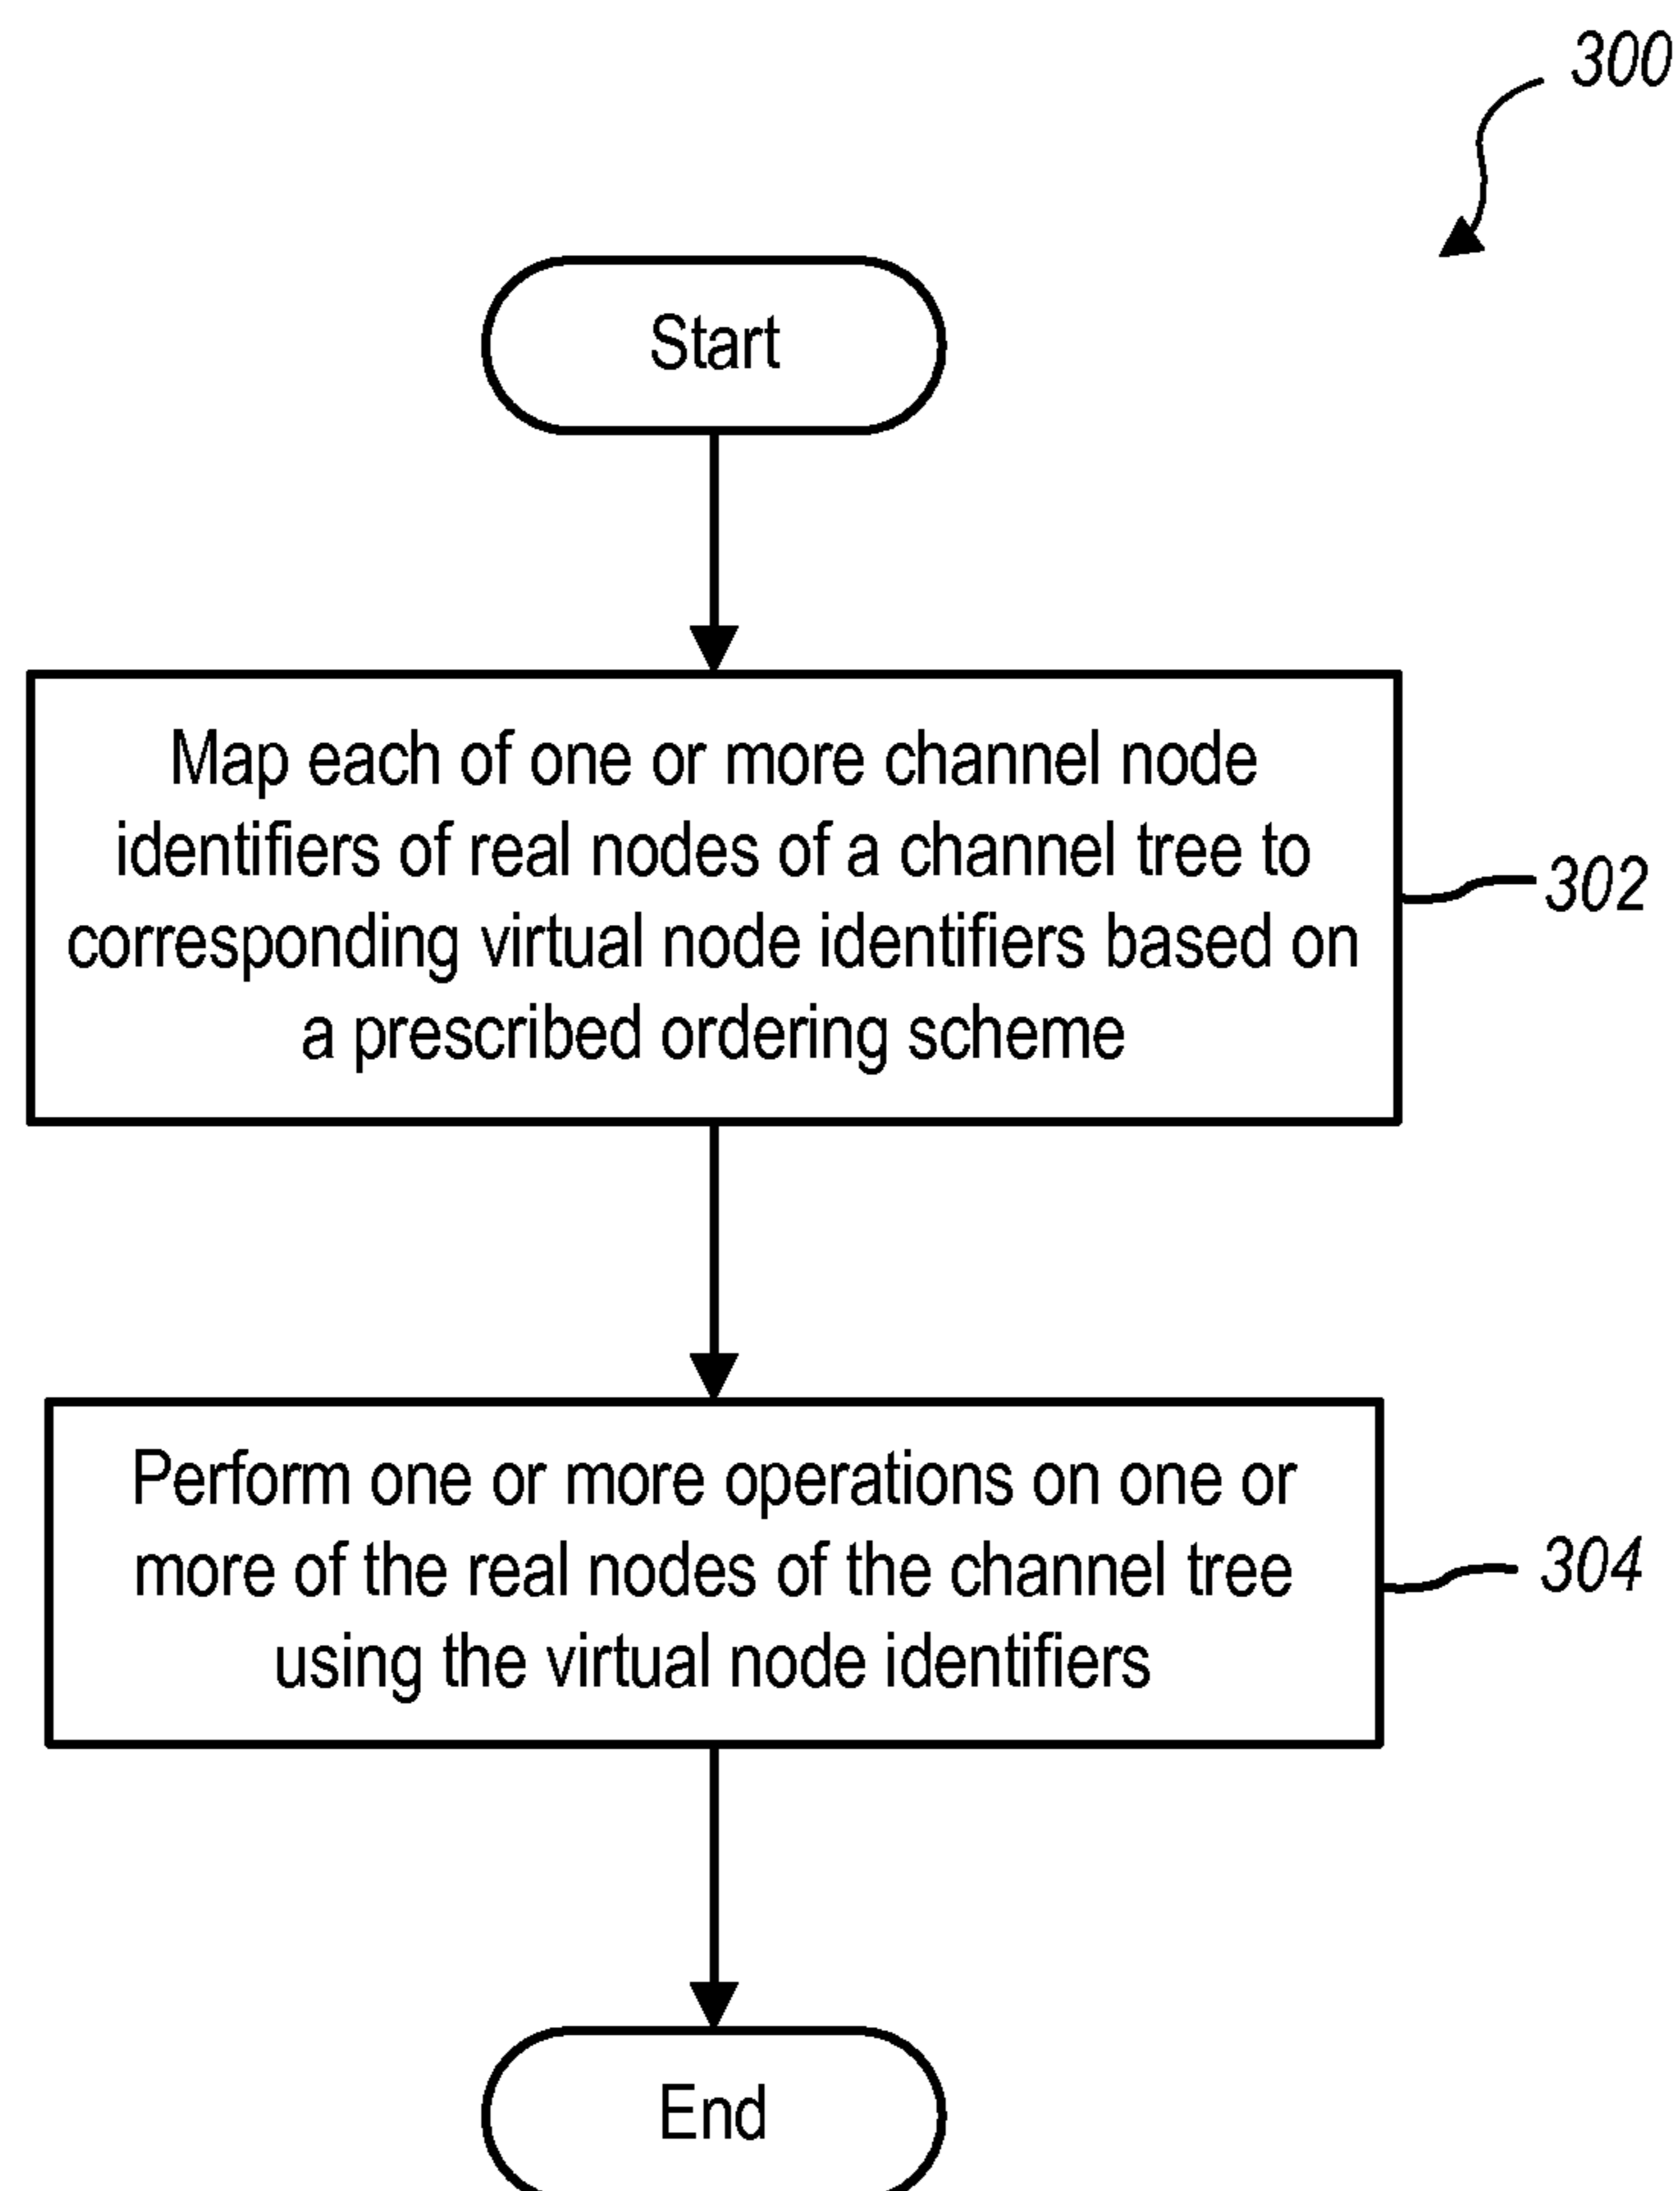 300
Start
Map each of one or more channel node
identifiers of real nodes of a channel tree to
corresponding virtual node identifiers based on
a prescribed ordering scheme
302
Perform one or more operations on one or
more of the real nodes of the channel tree
using the virtual node identifiers
304
End